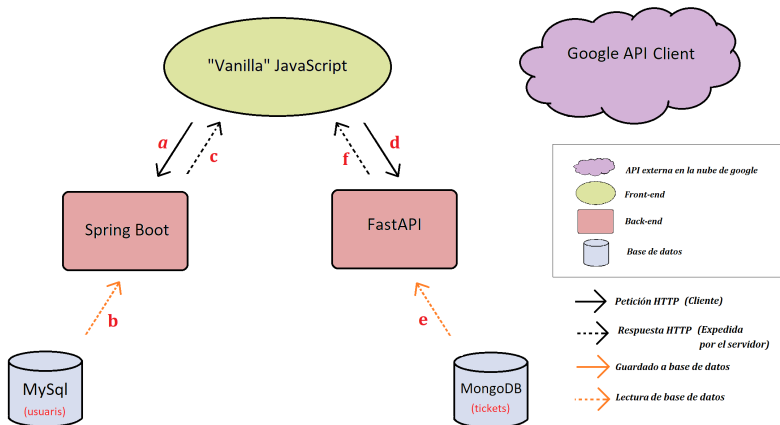 "Vanilla" JavaScript
Google API Client
a
c
f
d
Spring Boot
FastAPI
b
e
MySql
(usuaris)
MongoDB
(tickets)
API externa en la nube de google
Front-end
Back-end
Base de datos
Petición HTTP (Cliente)
Respuesta HTTP (Expedida
por el servidor)
Guardado a base de datos
Lectura de base de datos